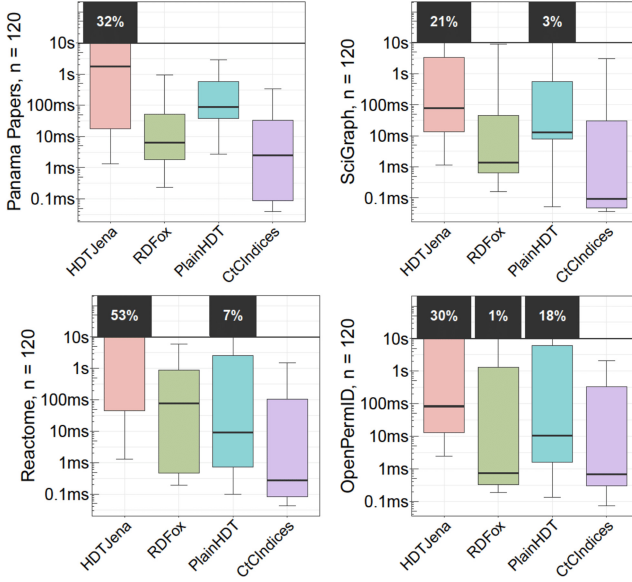 Panama Papers, n = 120
32%
10s
1s
100ms
10ms
1ms
0.1ms
HDTJena
RDFox
PlainHDT
CtCIndices
SciGraph, n = 120
21%
3%
10s
1s
100ms
10ms
1ms
0.1ms
HDTJena
RDFox
PlainHDT
CtCIndices
Reactome, n = 120
53%
7%
10s
1s
100ms
10ms
1ms
0.1ms
HDTJena
RDFox
PlainHDT
CtCIndices
OpenPermID, n = 120
30%
1%
18%
10s
1s
100ms
10ms
1ms
0.1ms
HDTJena
RDFox
PlainHDT
CtCIndices